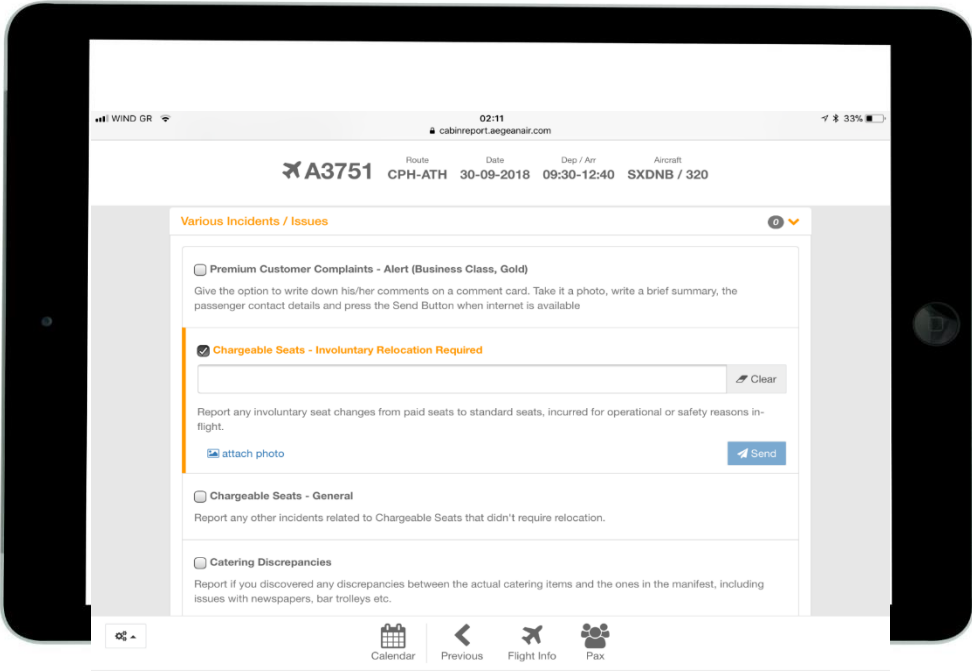 WIND GR
02:11
33%
cabinreport.aegeanair.com
A3751
Route Date Dep / Arr Aircraft
CPH-ATH 30-09-2018 09:30-12:40 SXDNB / 320
Various Incidents / Issues 0
Premium Customer Complaints - Alert (Business Class, Gold)
Give the option to write down his/her comments on a comment card. Take it a photo, write a brief summary, the
passenger contact details and press the Send Button when internet is available
Chargeable Seats - Involuntary Relocation Required
Clear
Report any involuntary seat changes from paid seats to standard seats, incurred for operational or safety reasons in-
flight.
attach photo
Send
Chargeable Seats - General
Report any other incidents related to Chargeable Seats that didn't require relocation.
Catering Discrepancies
Report if you discovered any discrepancies between the actual catering items and the ones in the manifest, including
issues with newspapers, bar trolleys etc.
Calendar Previous Flight Info Pax